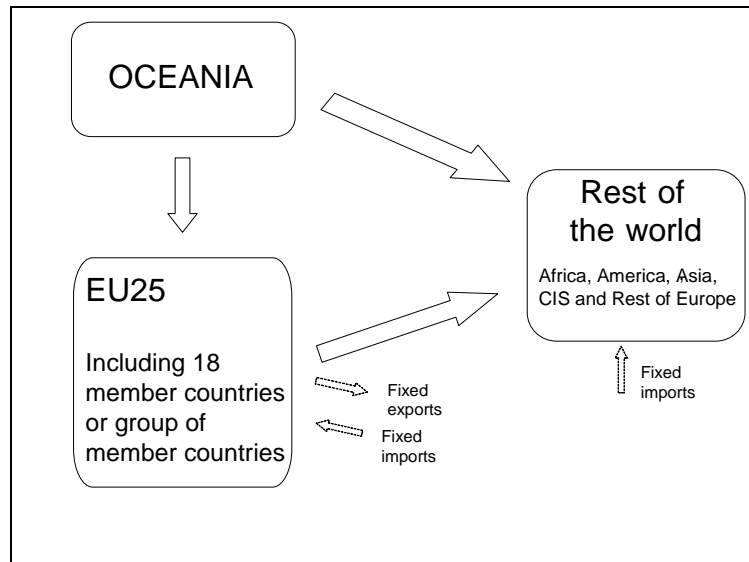 OCEANIA
Rest of
the world
Africa, America, Asia,
CIS and Rest of Europe
EU25
Including 18
member countries
or group of
member countries
Fixed
exports
Fixed
imports
Fixed
imports